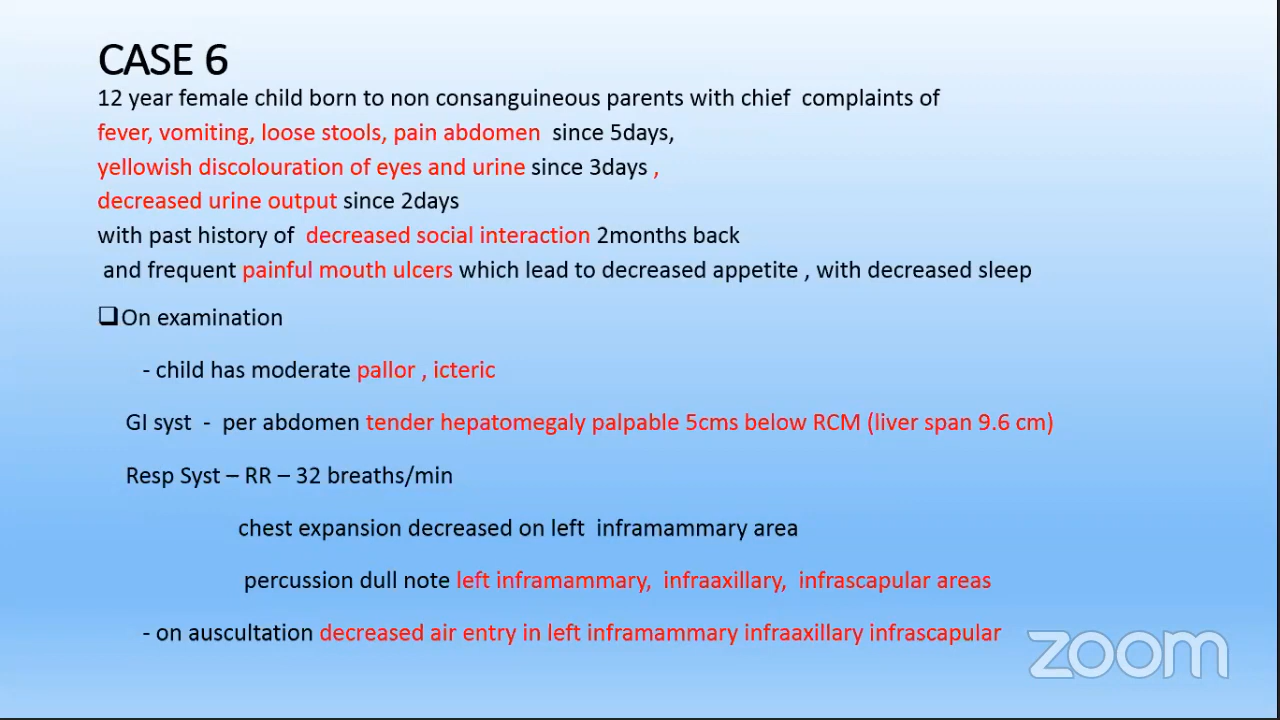 CASE 6
12 year female child born to non consanguineous parents with chief complaints of
fever, vomiting, loose stools, pain abdomen since 5days,
yellowish discolouration of eyes and urine since 3days ,
decreased urine output since 2days
with past history of decreased social interaction 2months back
and frequent painful mouth ulcers which lead to decreased appetite , with decreased sleep
❑On examination
- child has moderate pallor , icteric
GI syst - per abdomen tender hepatomegaly palpable 5cms below RCM (liver span 9.6 cm)
Resp Syst – RR – 32 breaths/min
chest expansion decreased on left inframammary area
percussion dull note left inframammary, infraaxillary, infrascapular areas
- on auscultation decreased air entry in left inframammary infraaxillary infrascapular
zoom